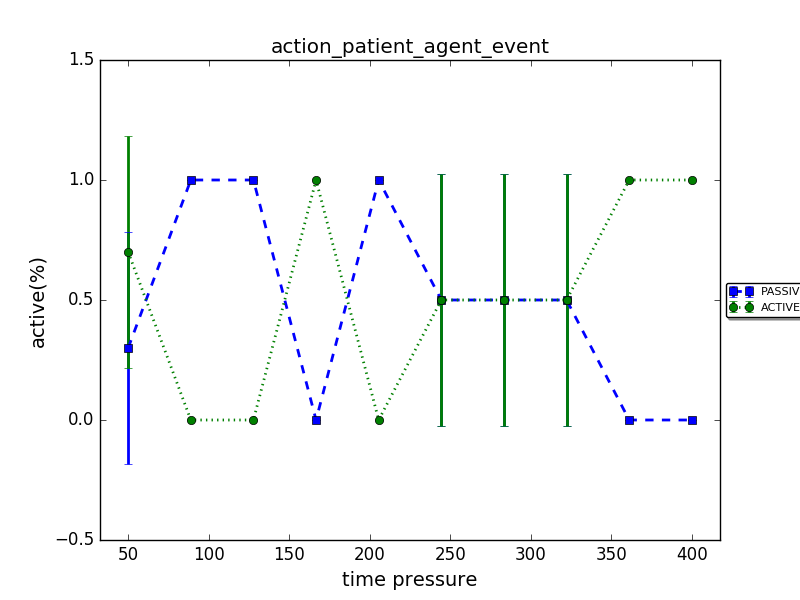 action_patient_agent_event
1.5
1.0
0.5
0.0
−0.5
50 100 150 200 250 300 350 400
active(%)
time pressure
PASSIV
ACTIVE